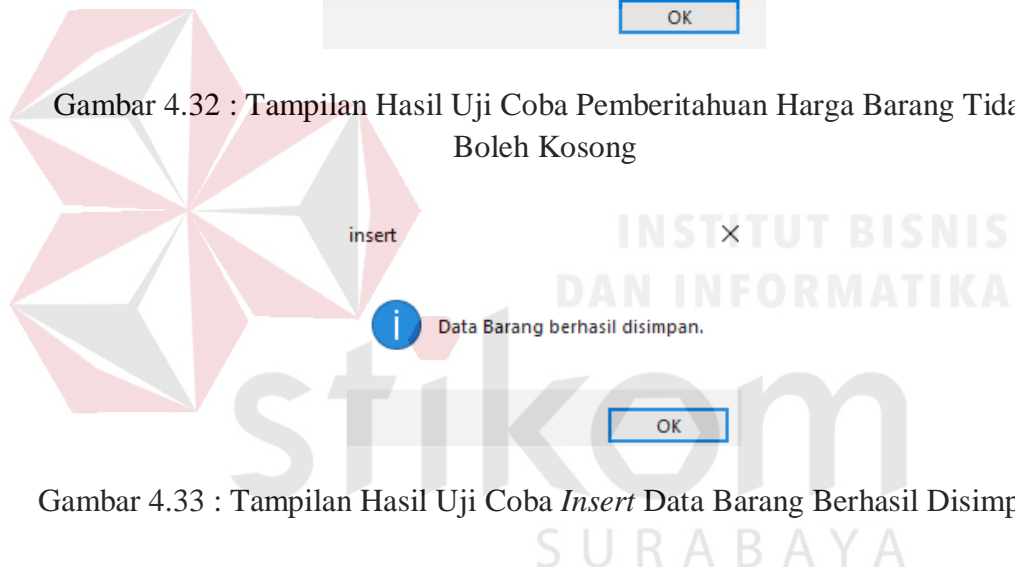 OK
Gambar 4.32 : Tampilan Hasil Uji Coba Pemberitahuan Harga Barang Tida
Boleh Kosong
INSTITUT BISNIS
DAN INFORMATIKA
insert
Data Barang berhasil disimpan.
stikom
OK
Gambar 4.33 : Tampilan Hasil Uji Coba Insert Data Barang Berhasil Disimp
SURABAYA